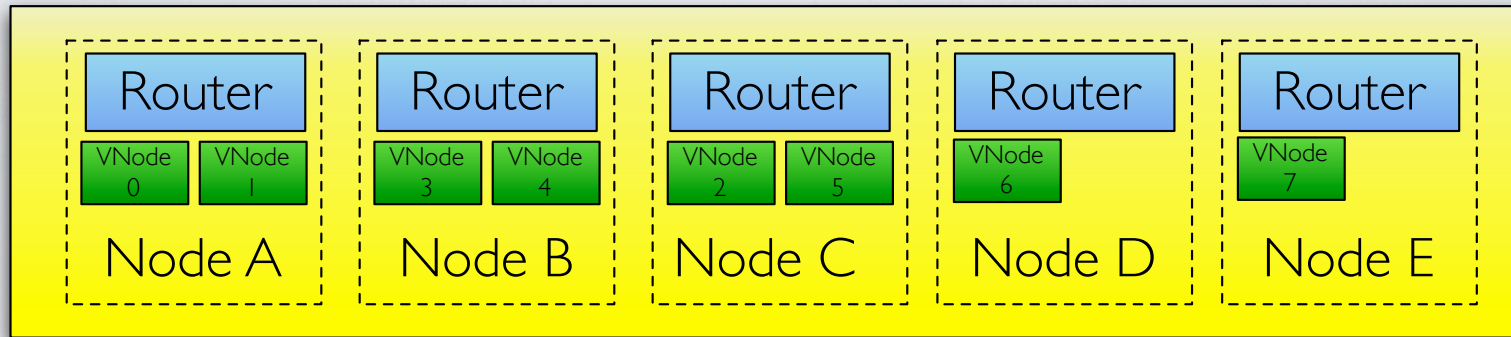 Router
Router
Router
Router
Router
VNode
0
VNode
1
VNode
3
VNode
4
VNode
2
VNode
5
VNode
6
VNode
7
Node A
Node B
Node C
Node D
Node E